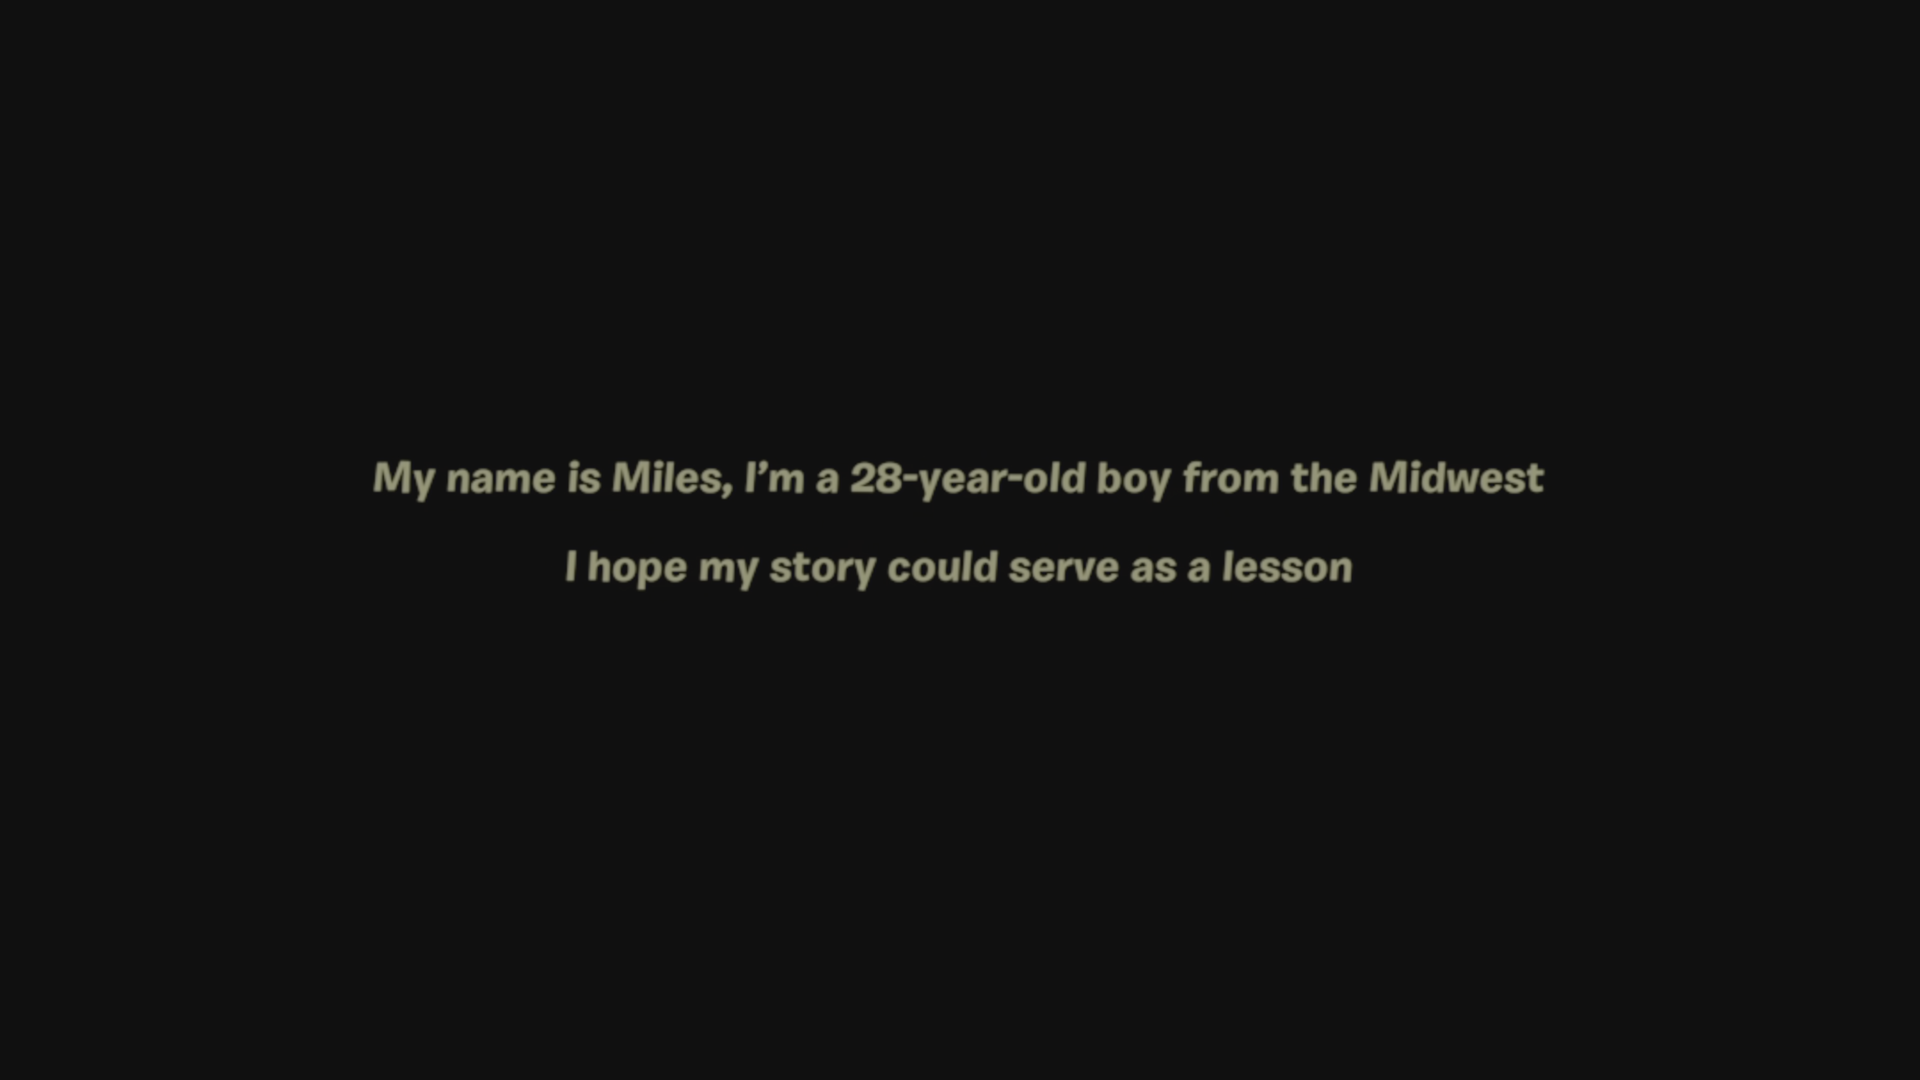 My name is Miles, I’m a 28-year-old boy from the Midwest
I hope my story could serve as a lesson